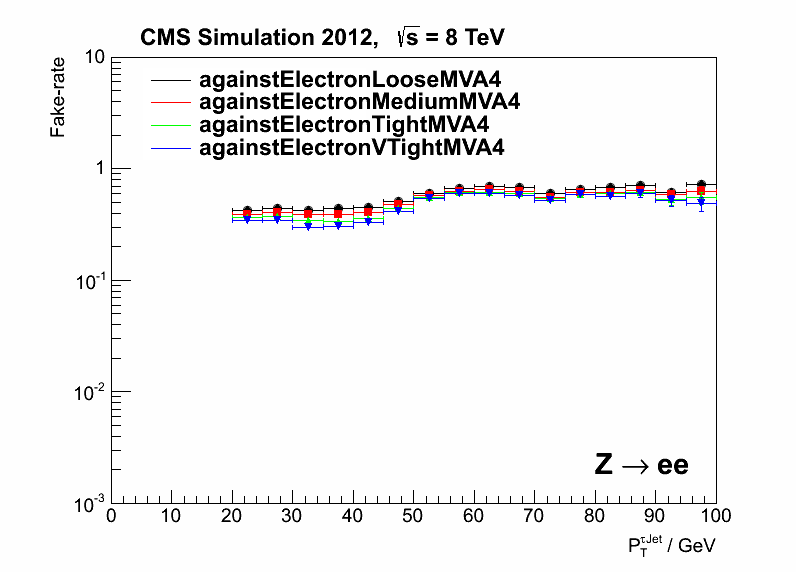 CMS Simulation 2012, √s = 8 TeV
Fake-rate
againstElectronLooseMVA4
againstElectronMediumMVA4
againstElectronTightMVA4
againstElectronVTightMVA4
10
1
10⁻¹
10⁻²
10⁻³
Z → ee
0 10 20 30 40 50 60 70 80 90 100
P_T^τJet / GeV